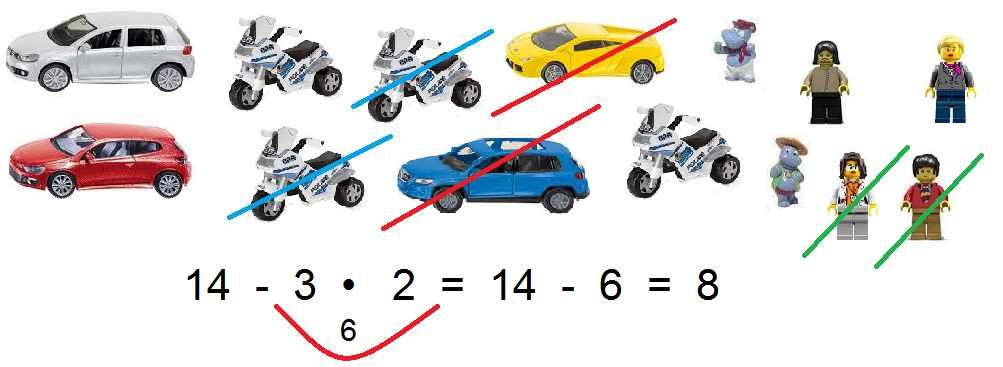 14 - 3 • 2 = 14 - 6 = 8
6